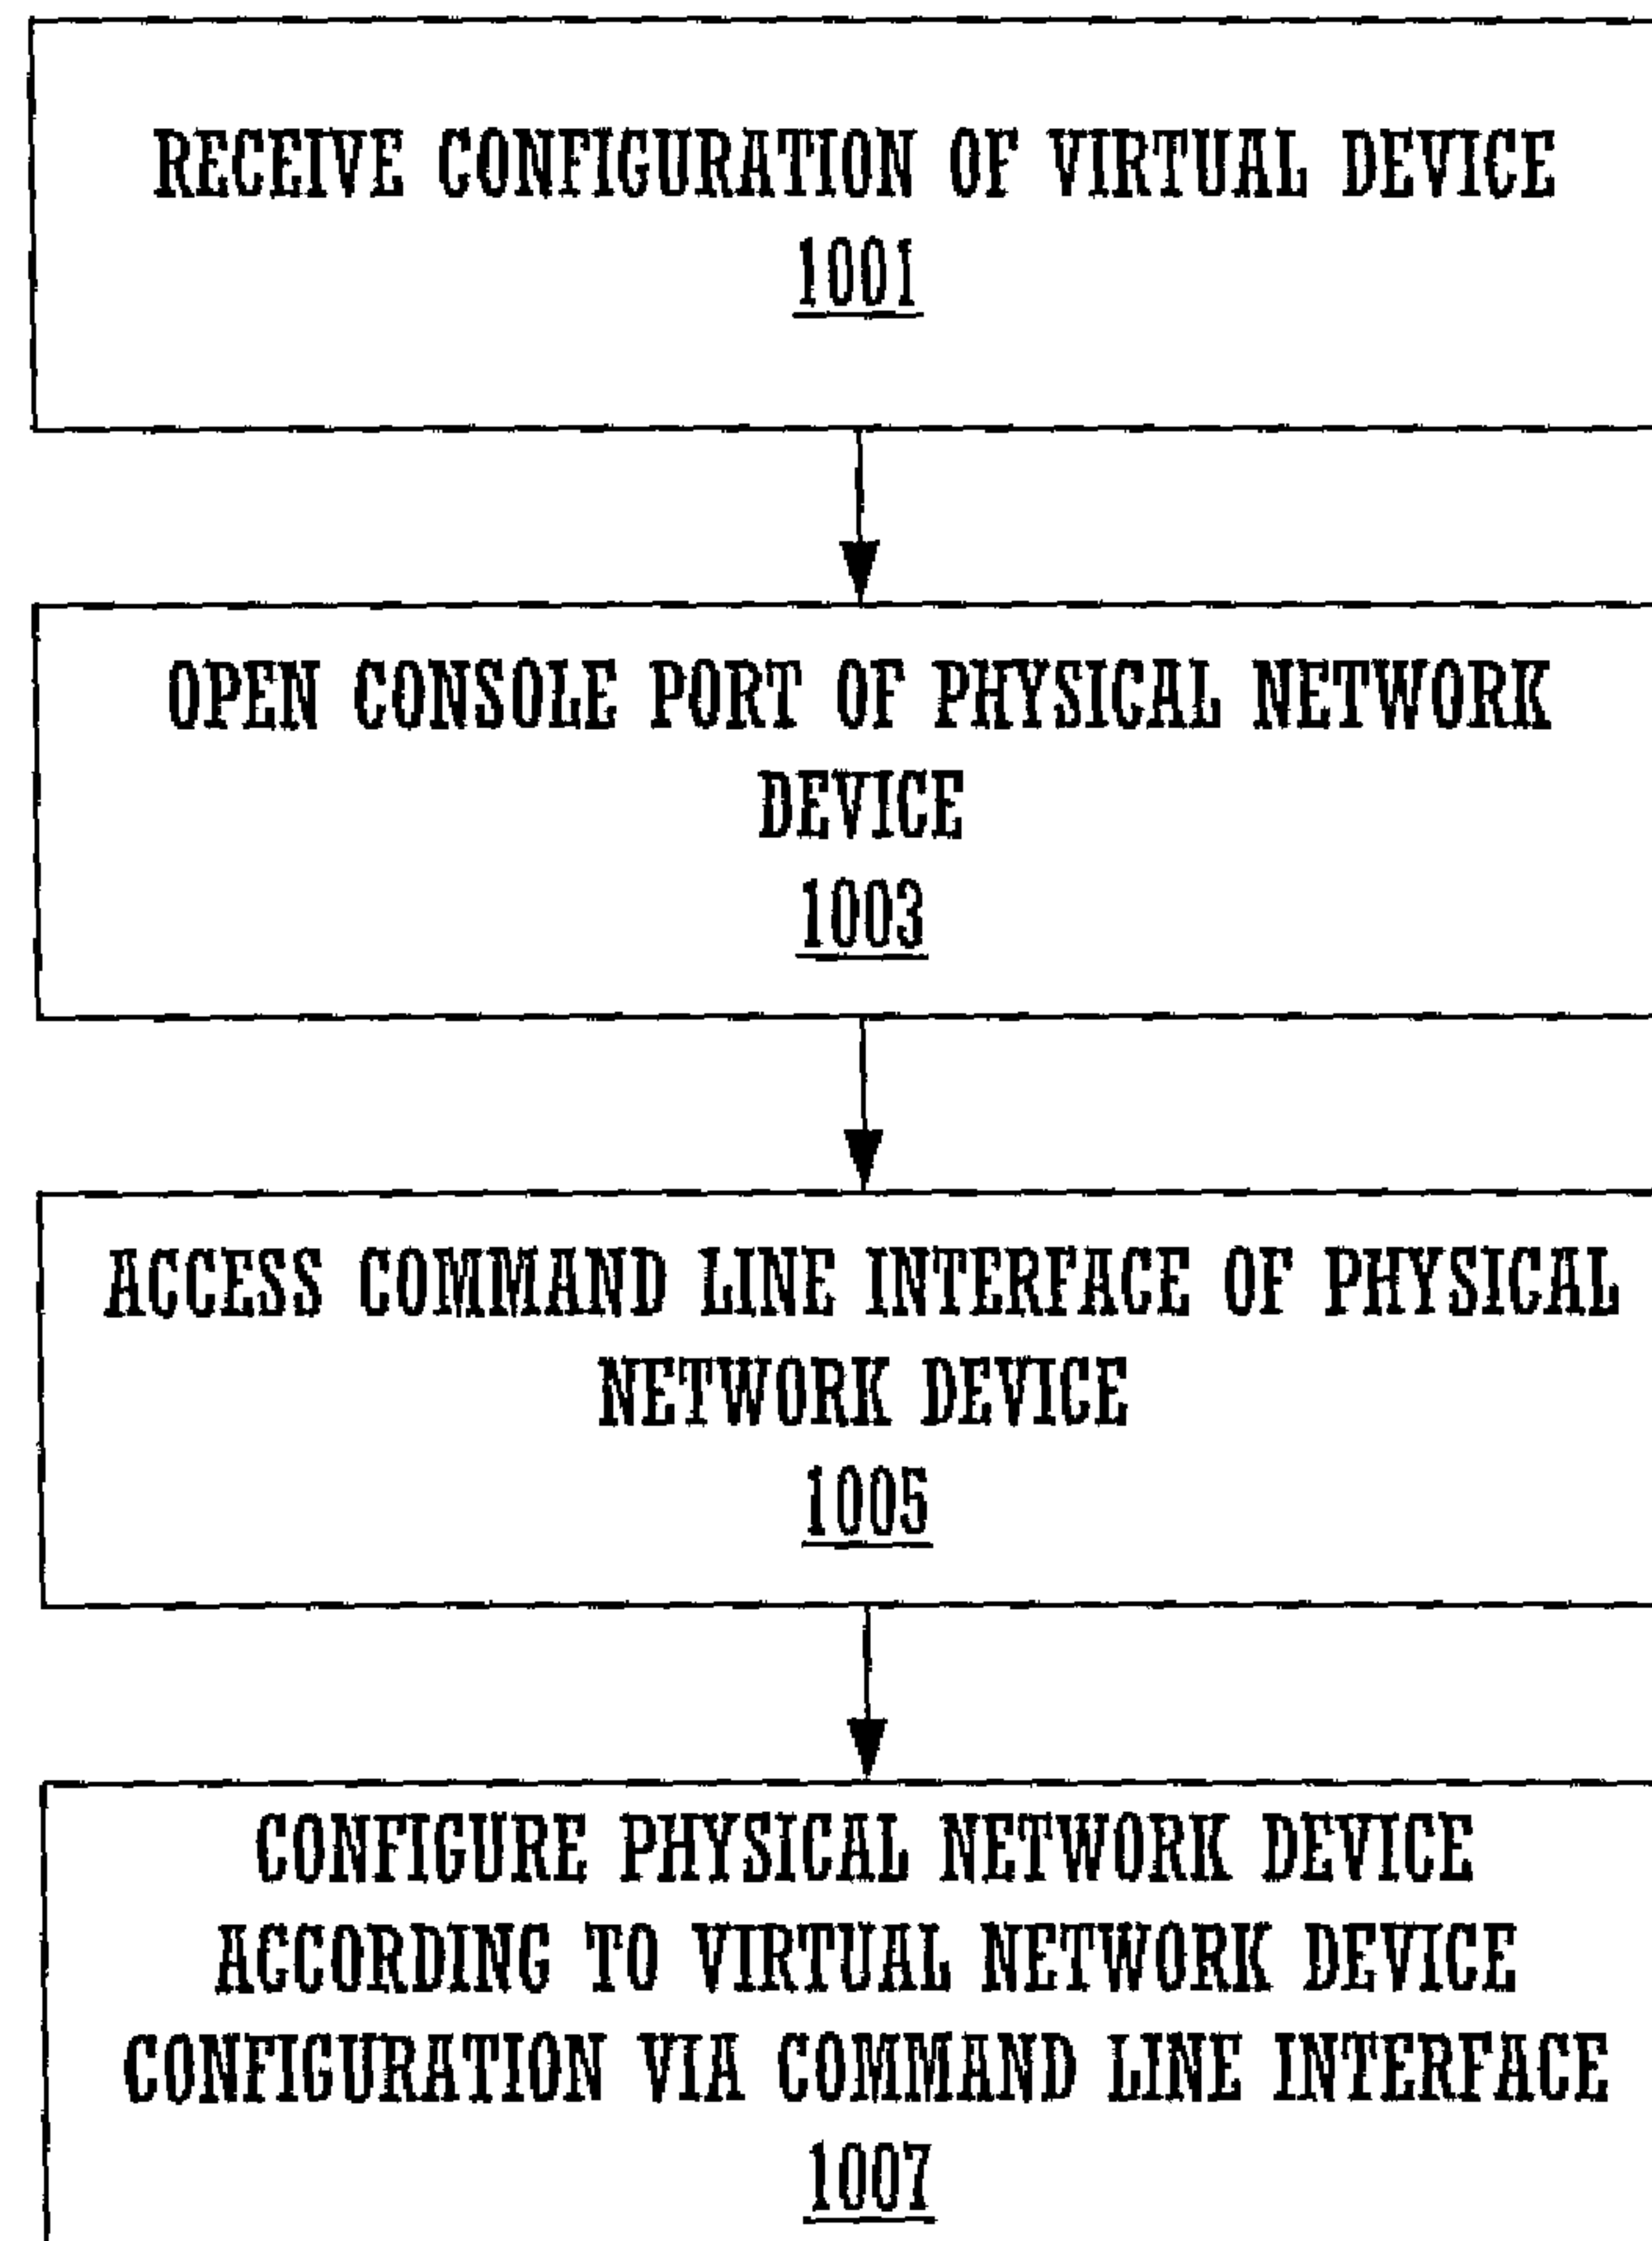 RECEIVE CONFIGURATION OF VIRTUAL DEVICE
1001
OPEN CONSOLE PORT OF PHYSICAL NETWORK
DEVICE
1003
ACCESS COMMAND LINE INTERFACE OF PHYSICAL
NETWORK DEVICE
1005
CONFIGURE PHYSICAL NETWORK DEVICE
ACCORDING TO VIRTUAL NETWORK DEVICE
CONFIGURATION VIA COMMAND LINE INTERFACE
1007